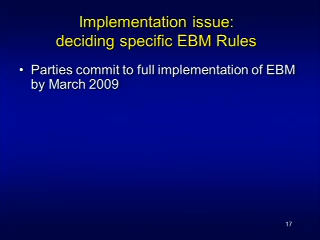 Implementation issue:
deciding specific EBM Rules
• Parties commit to full implementation of EBM
by March 2009
17